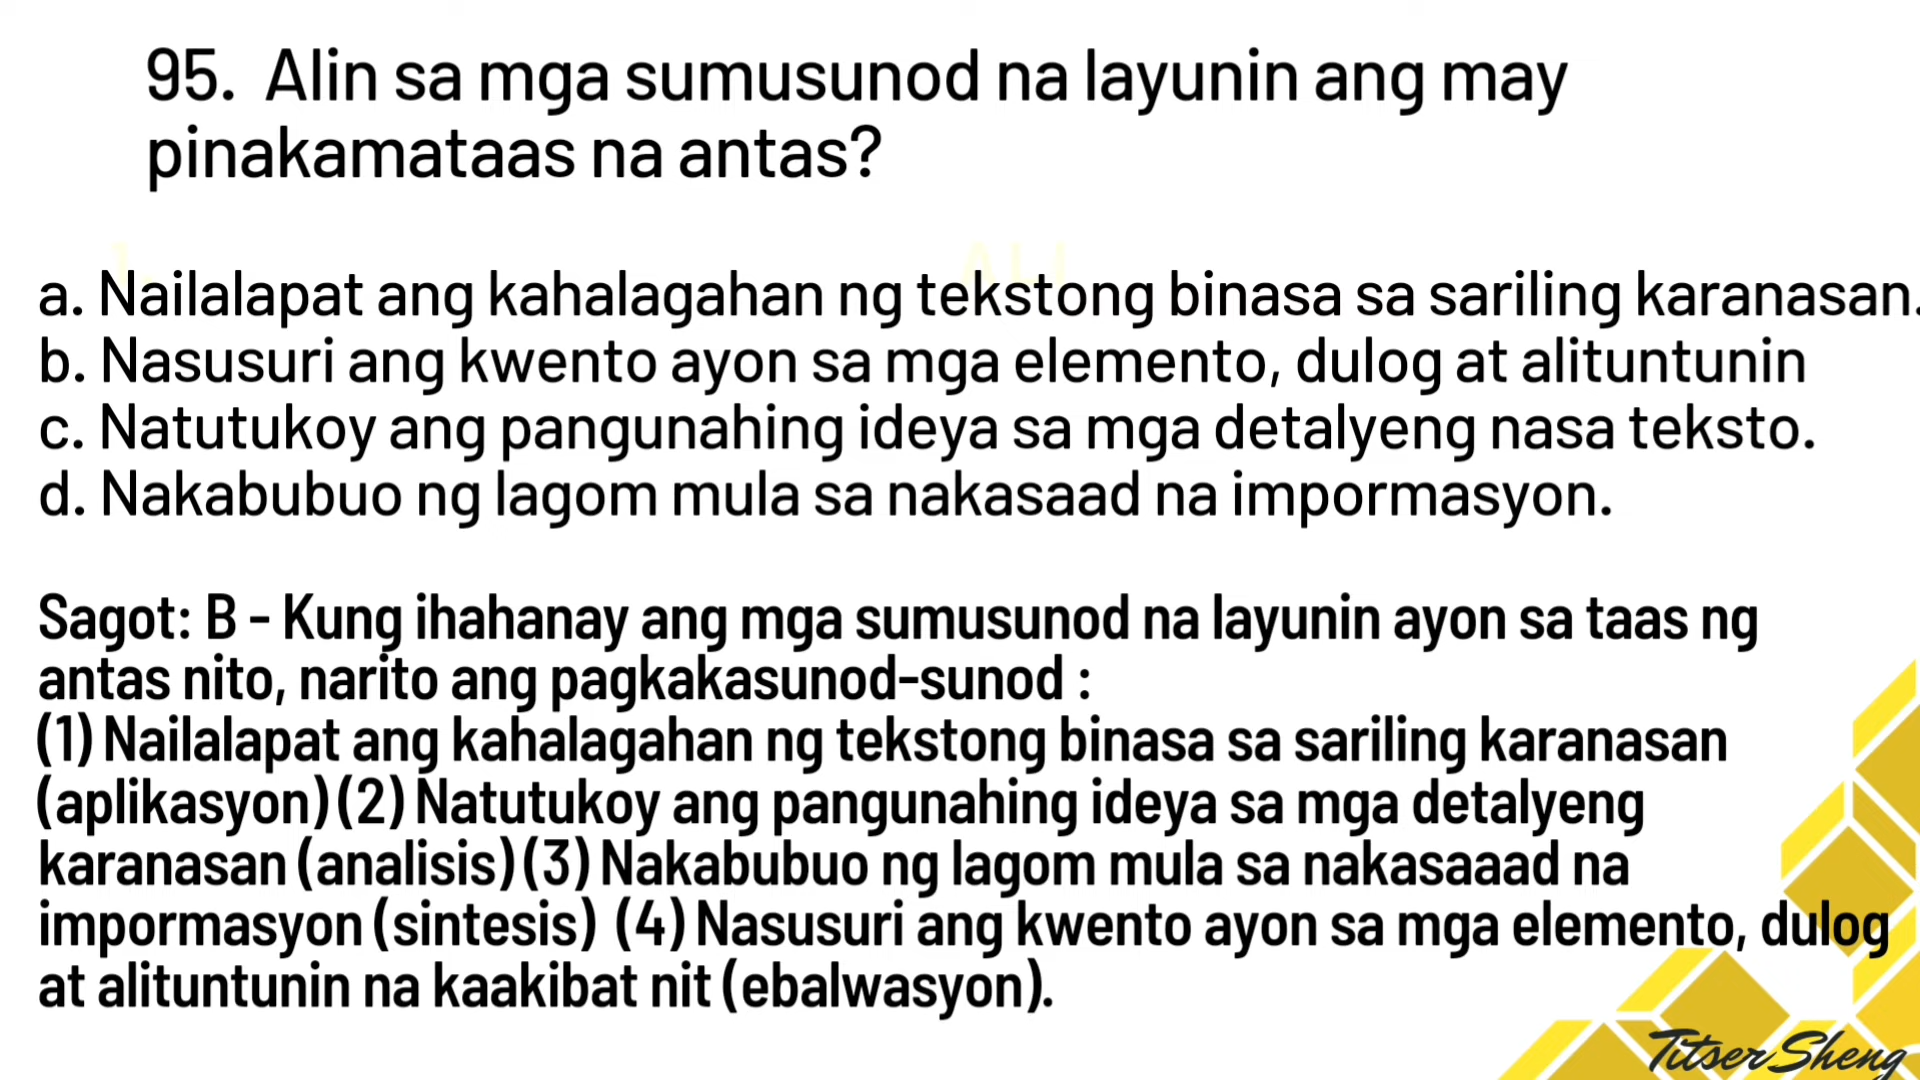 95. Alin sa mga sumusunod na layunin ang may
pinakamataas na antas?
a. Nailalapat ang kahalagahan ng tekstong binasa sa sariling karanasan.
b. Nasusuri ang kwento ayon sa mga elemento, dulog at alituntunin
c. Natutukoy ang pangunahing ideya sa mga detalyeng nasa teksto.
d. Nakabubuo ng lagom mula sa nakasaad na impormasyon.
Sagot: B - Kung ihahanay ang mga sumusunod na layunin ayon sa taas ng
antas nito, narito ang pagkakasunod-sunod :
(1) Nailalapat ang kahalagahan ng tekstong binasa sa sariling karanasan
(aplikasyon) (2) Natutukoy ang pangunahing ideya sa mga detalyeng
karanasan (analisis) (3) Nakabubuo ng lagom mula sa nakasaaad na
impormasyon (sintesis) (4) Nasusuri ang kwento ayon sa mga elemento, dulog
at alituntunin na kaakibat nit (ebalwasyon).
Titser Sheng